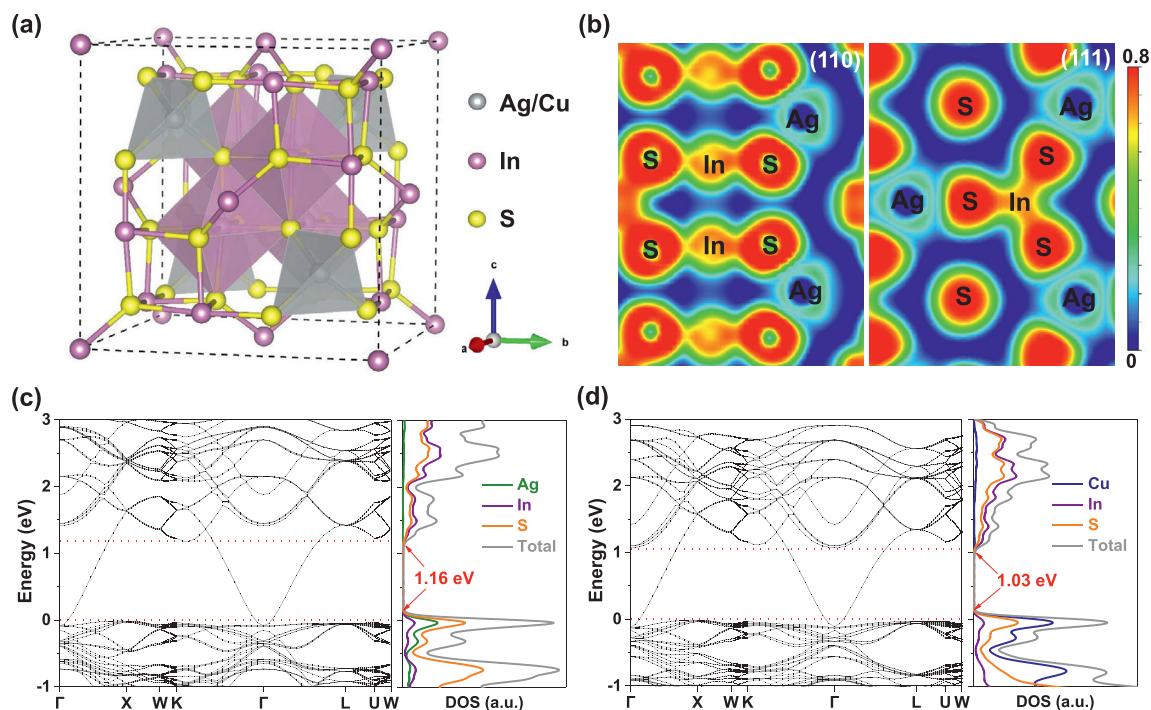 (a)
Ag/Cu
In
S
c
a
b
(b)
(110)
Ag
S
In
S
S
In
S
Ag
(111)
S
Ag
S
Ag
S
In
S
S
Ag
0.8
0
(c)
Energy (eV)
3
2
1
0
-1
Γ X W K Γ L U W
Ag
In
S
Total
1.16 eV
DOS (a.u.)
(d)
Energy (eV)
3
2
1
0
-1
Γ X W K Γ L U W
Cu
In
S
Total
1.03 eV
DOS (a.u.)